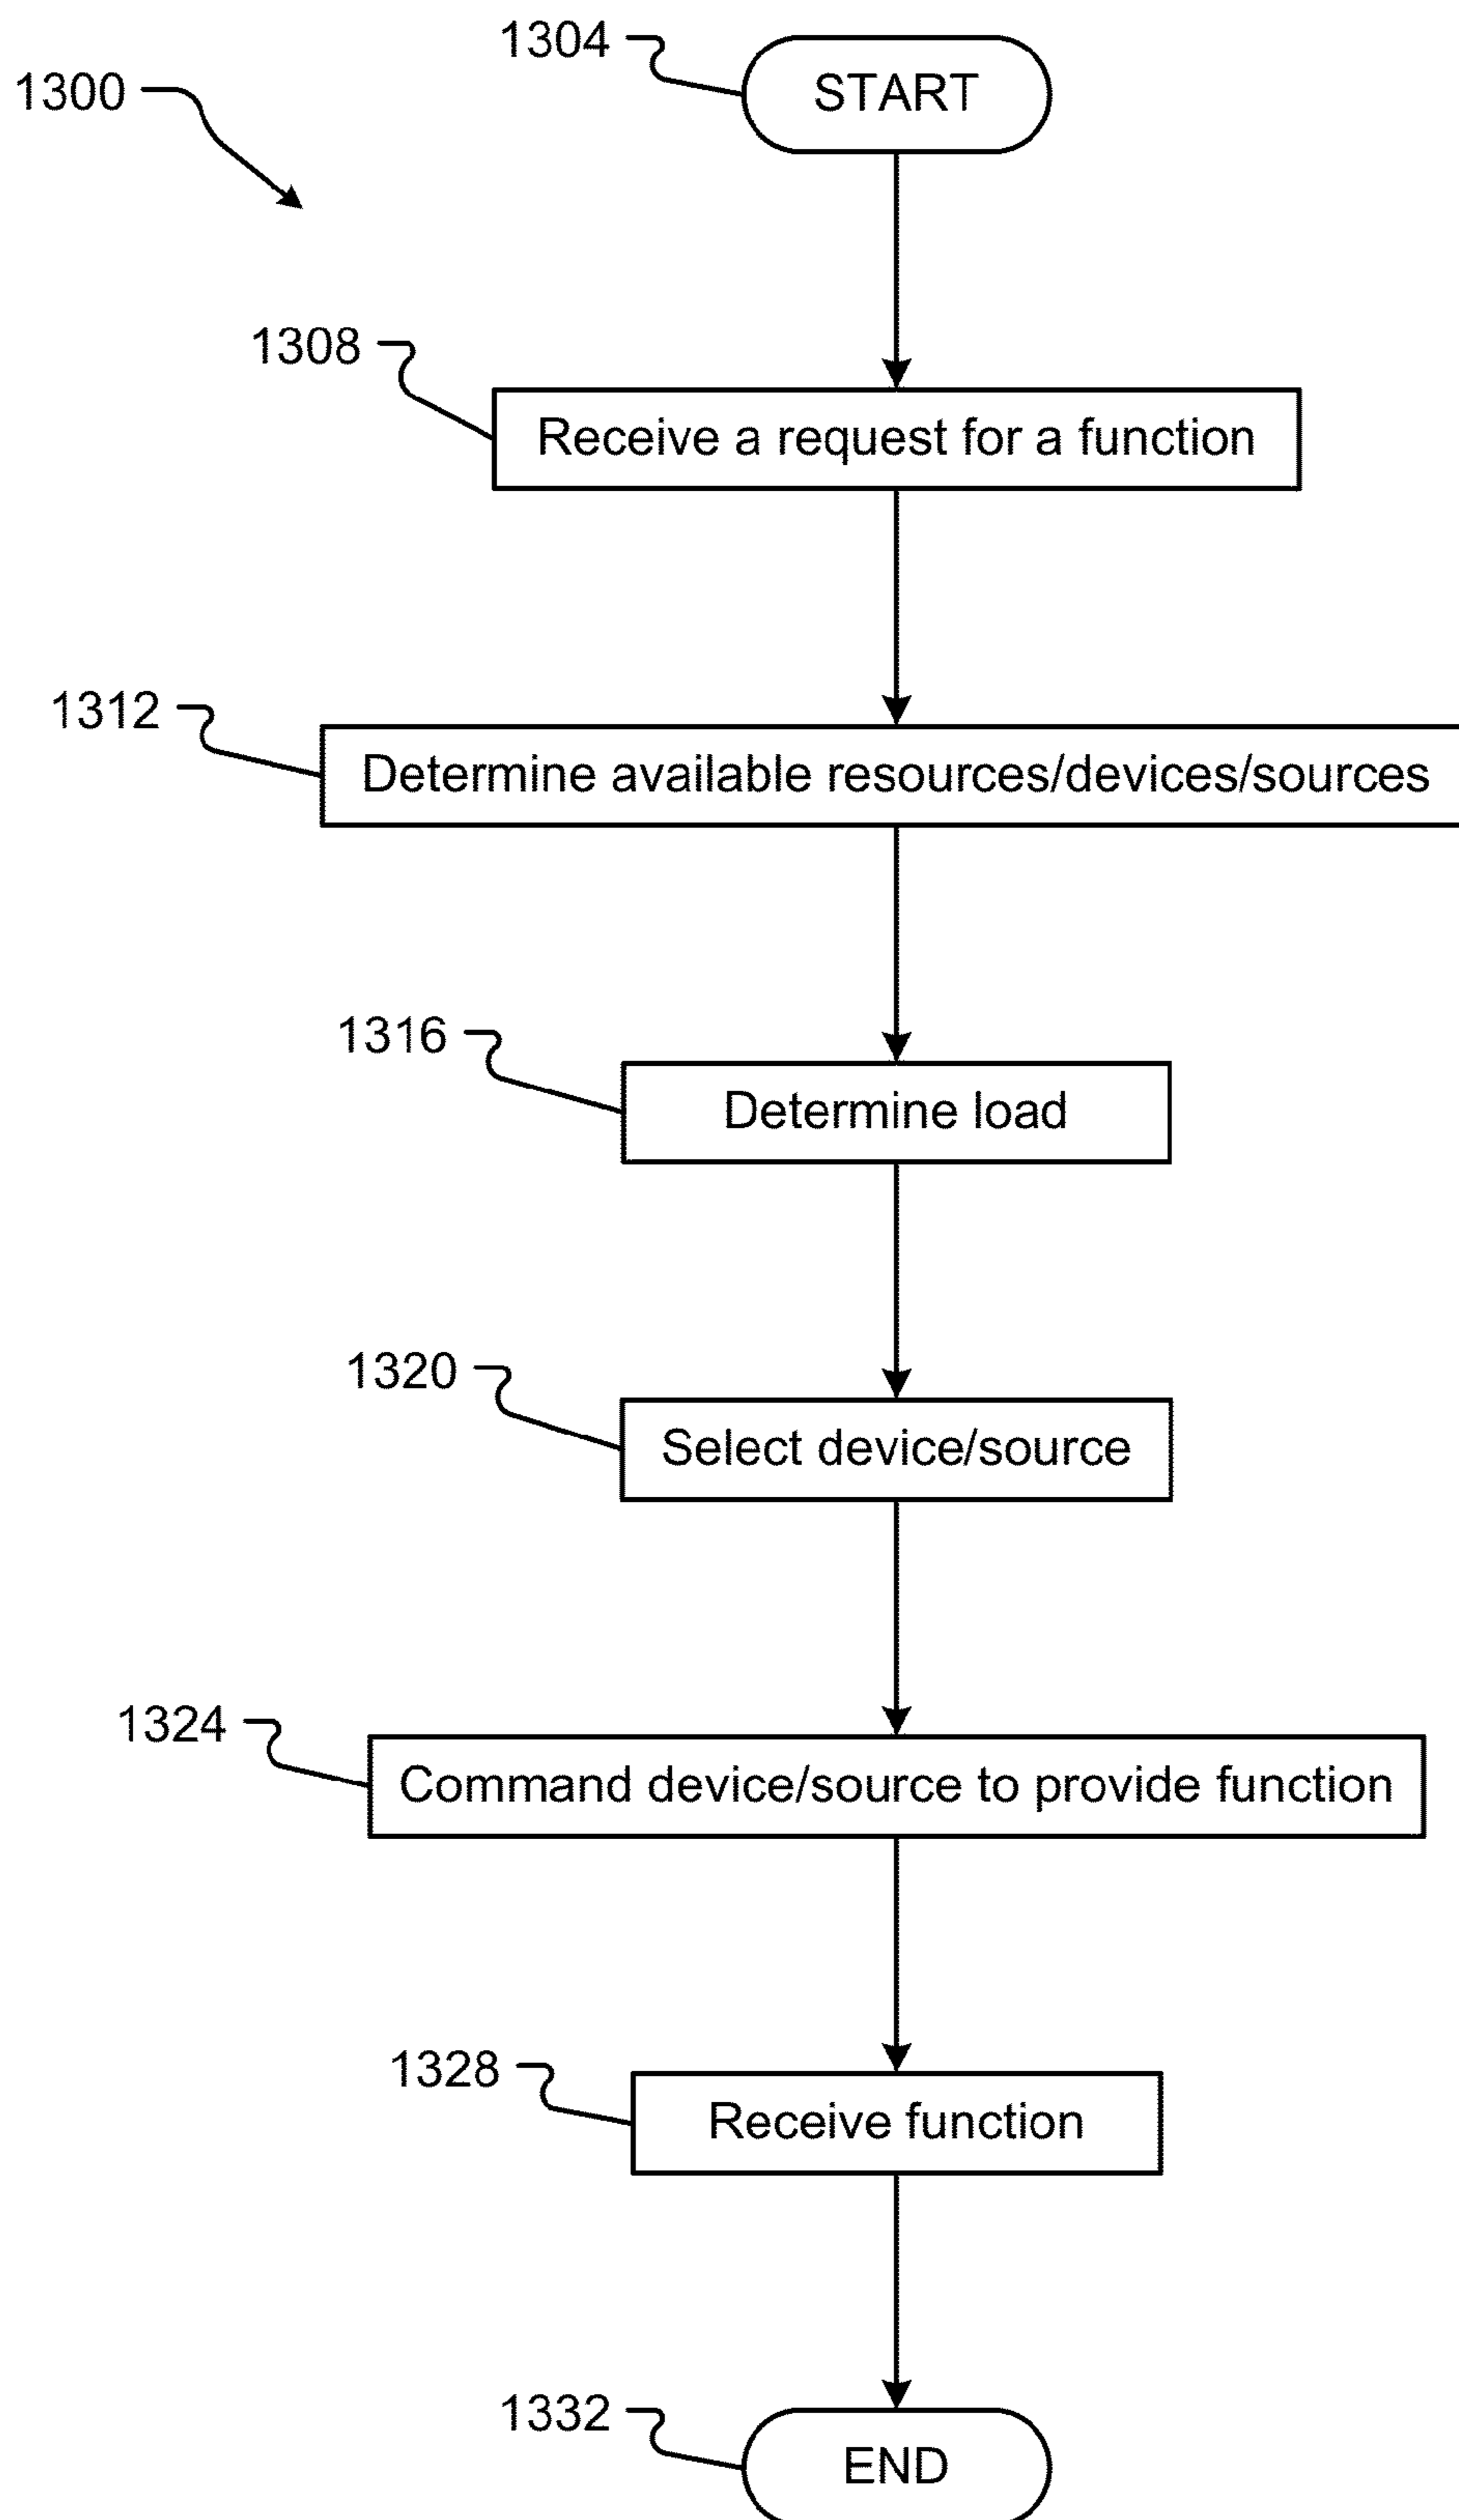 1304
START
1300
1308
Receive a request for a function
1312
Determine available resources/devices/sources
1316
Determine load
1320
Select device/source
1324
Command device/source to provide function
1328
Receive function
1332
END